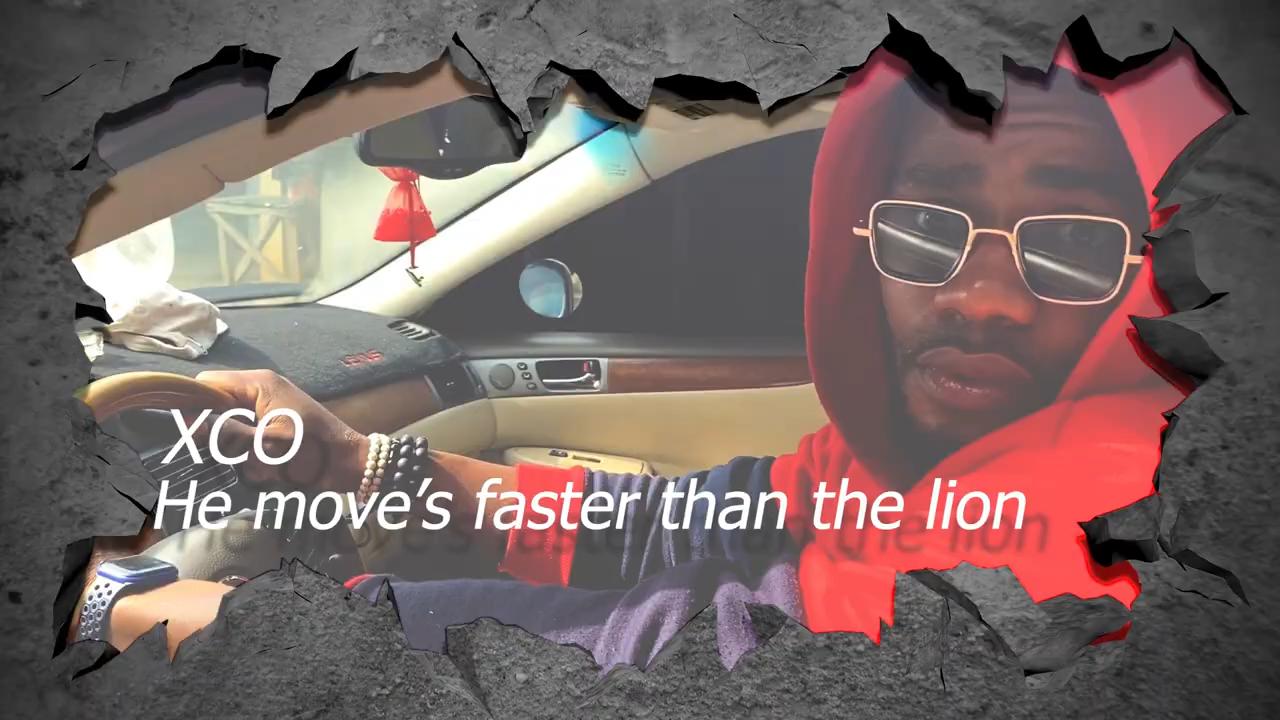 XCO
He move’s faster than the lion